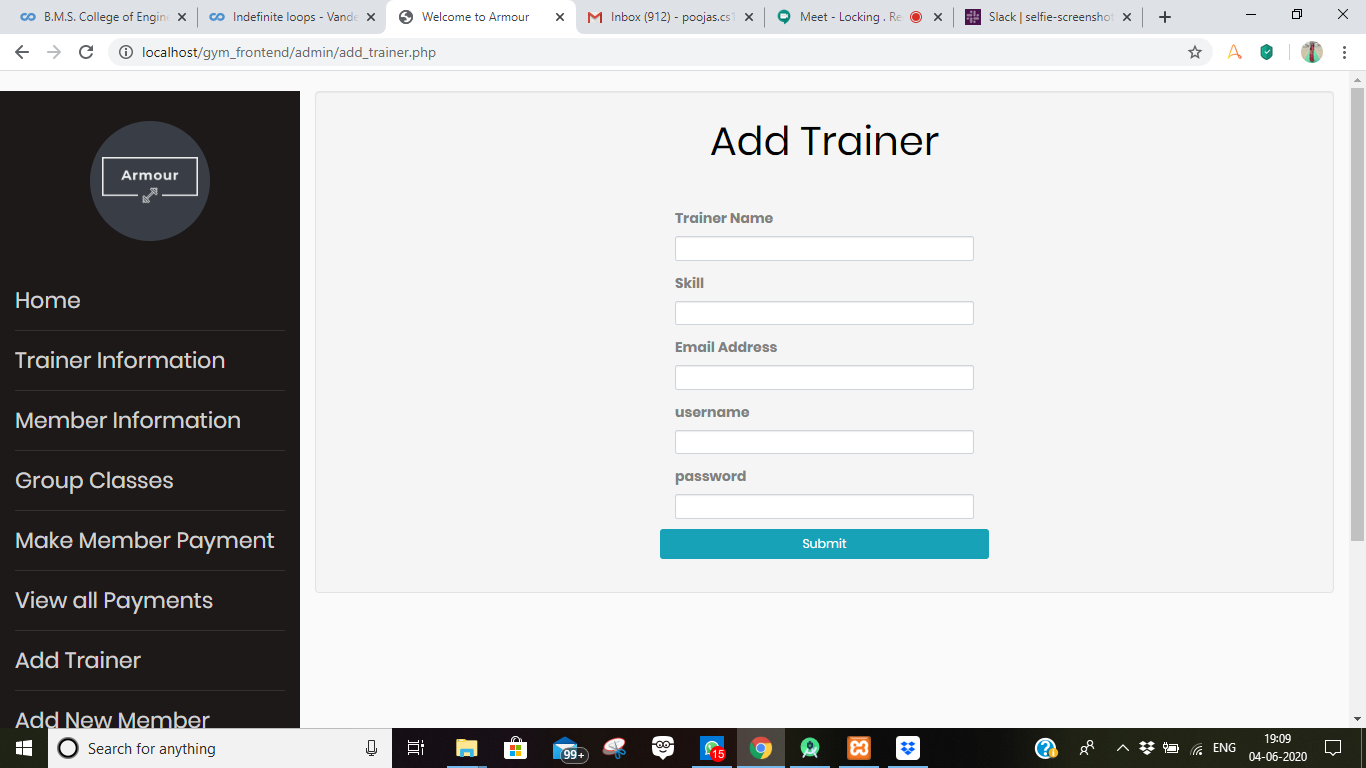 B.M.S. College of Engin
Indefinite loops - Vande
Welcome to Armour
Inbox (912) - poojas.cs1
Meet - Locking . Re
Slack | selfie-screenshot
localhost/gym_frontend/admin/add_trainer.php
Armour
Home
Trainer Information
Member Information
Group Classes
Make Member Payment
View all Payments
Add Trainer
Add New Member
Add Trainer
Trainer Name
Skill
Email Address
username
password
Submit
Search for anything
99+
15
ENG
19:09
04-06-2020